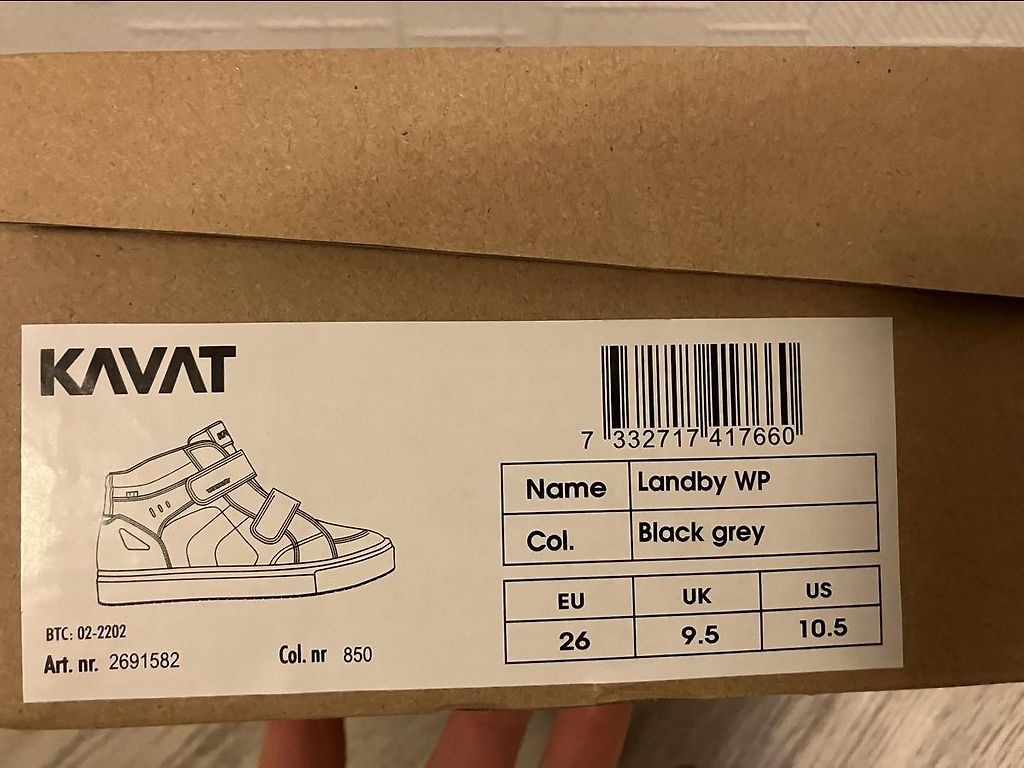 KAVAT
7 332717 417660
Name Landby WP
Col. Black grey
EU UK US
26 9.5 10.5
BTC: 02-2202
Art. nr. 2691582 Col. nr 850